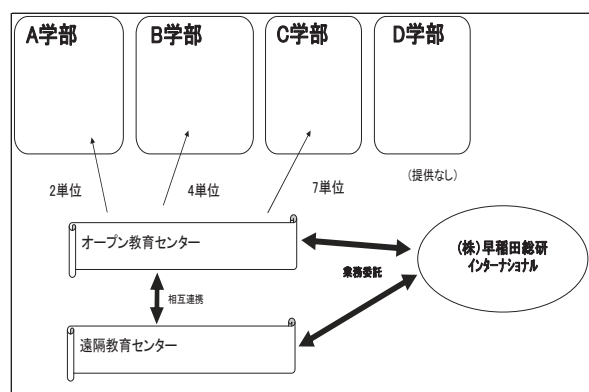 A学部
B学部
C学部
D学部
2単位
4単位
7単位
(提供なし)
オープン教育センター
(株)早稲田総研
インターナショナル
業務委託
相互連携
遠隔教育センター